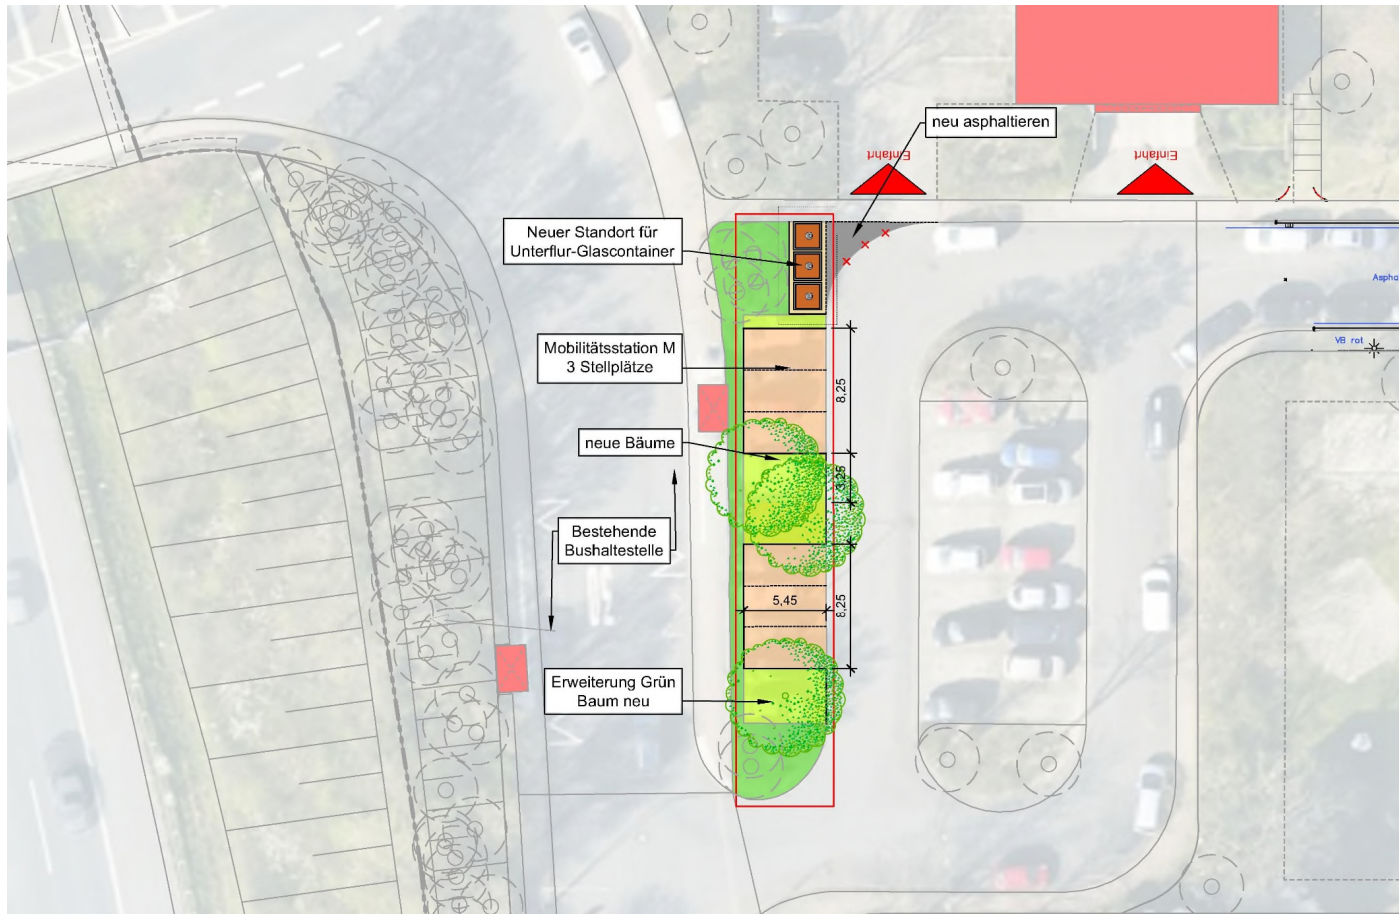 neu asphaltieren
Einfahrt
Einfahrt
Neuer Standort für
Unterflur-Glascontainer
Aspha
VB rot
Mobilitätsstation M
3 Stellplätze
8,25
neue Bäume
3,25
Bestehende
Bushaltestelle
5,45
8,25
Erweiterung Grün
Baum neu